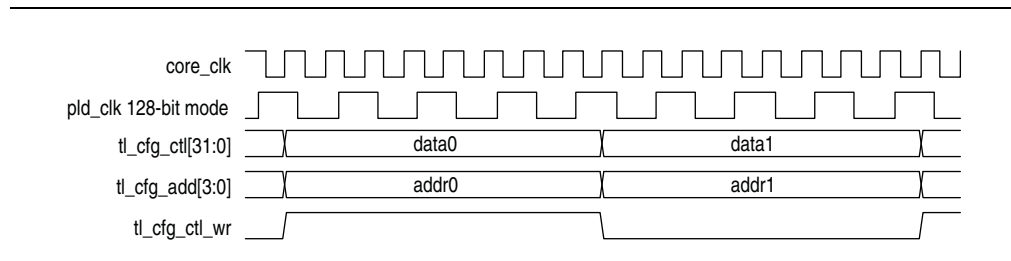 core_clk
pld_clk 128-bit mode
tl_cfg_ctl[31:0] data0 data1
tl_cfg_add[3:0] addr0 addr1
tl_cfg_ctl_wr